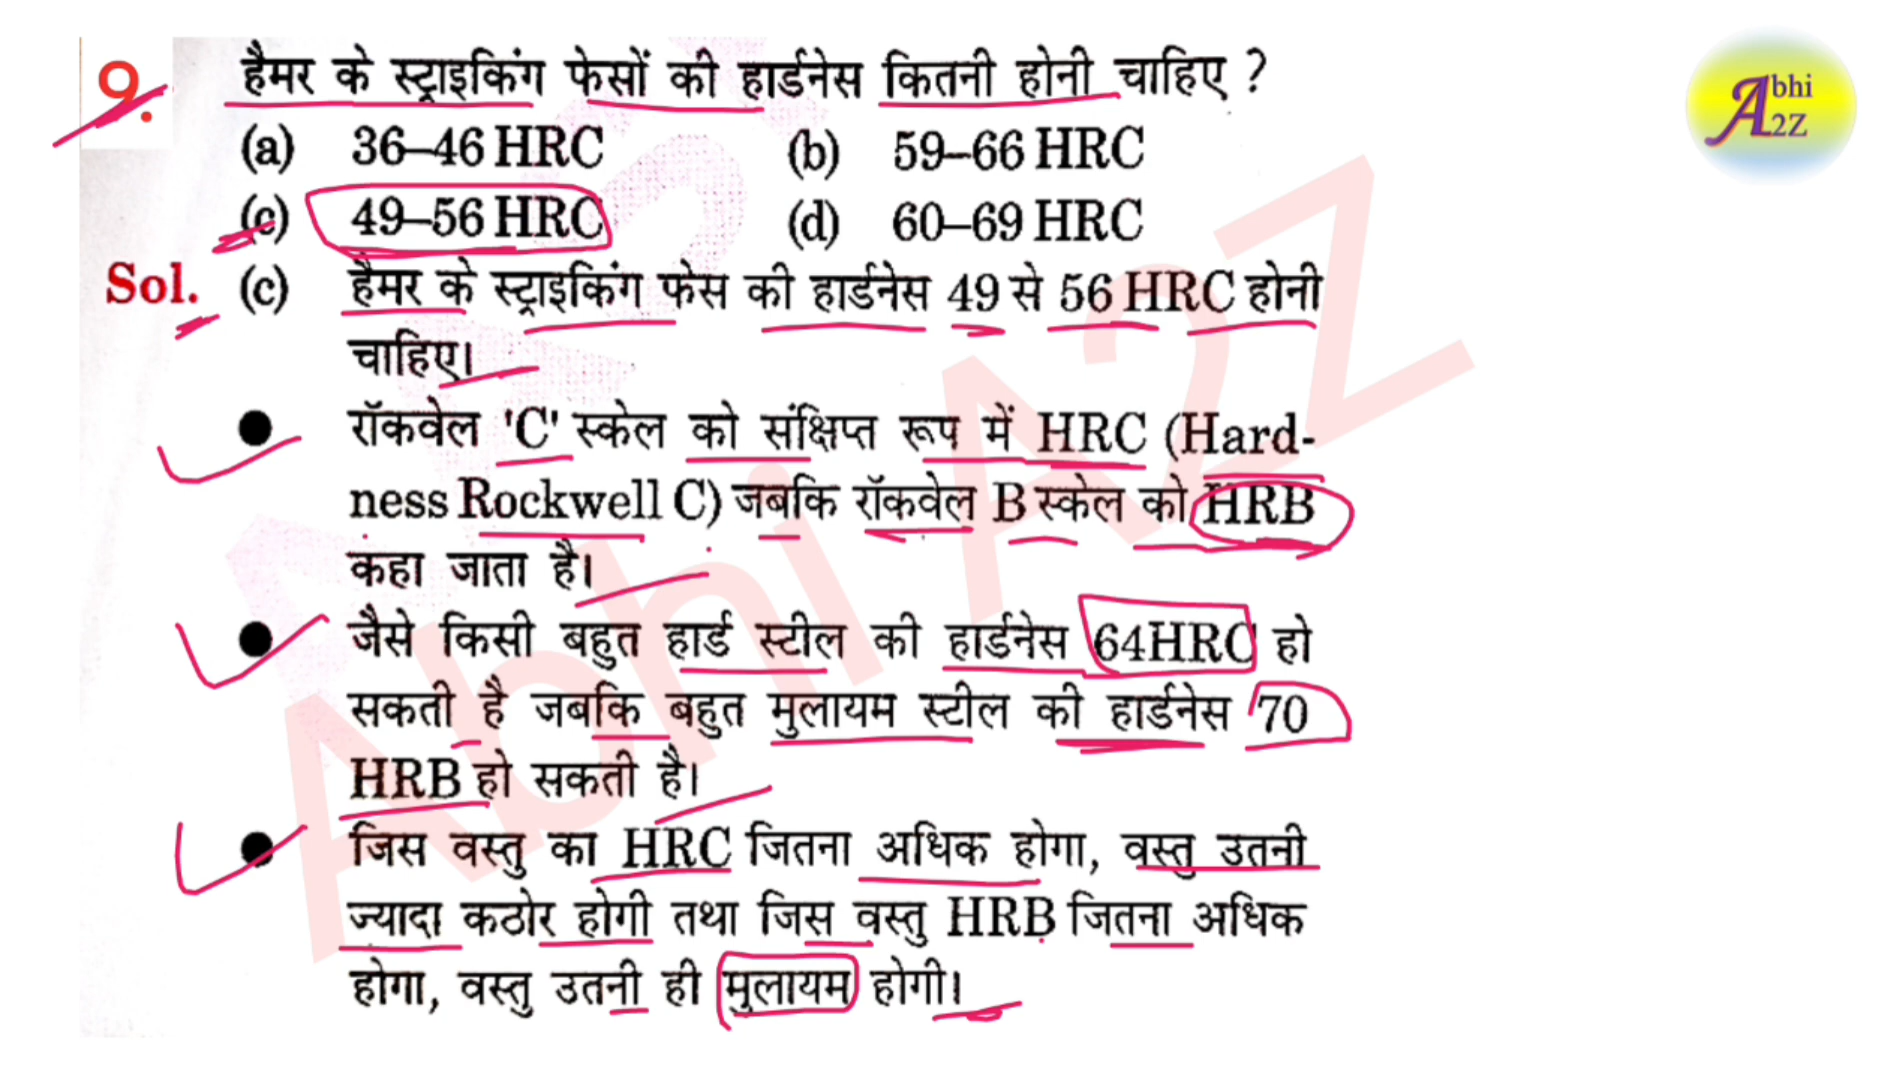 Abhi
A2Z
9.
हैमर के स्ट्राइकिंग फेसों की हार्डनेस कितनी होनी चाहिए ?
(a) 36–46 HRC (b) 59–66 HRC
(c) 49–56 HRC (d) 60–69 HRC
Sol. (c) हैमर के स्ट्राइकिंग फेस की हार्डनेस 49 से 56 HRC होनी
चाहिए।
● रॉकवेल 'C' स्केल को संक्षिप्त रूप में HRC (Hard-
ness Rockwell C) जबकि रॉकवेल B स्केल को HRB
कहा जाता है।
● जैसे किसी बहुत हार्ड स्टील की हार्डनेस 64HRC हो
सकती है जबकि बहुत मुलायम स्टील की हार्डनेस 70
HRB हो सकती है।
● जिस वस्तु का HRC जितना अधिक होगा, वस्तु उतनी
ज्यादा कठोर होगी तथा जिस वस्तु HRB जितना अधिक
होगा, वस्तु उतनी ही मुलायम होगी।
Abhi A2Z